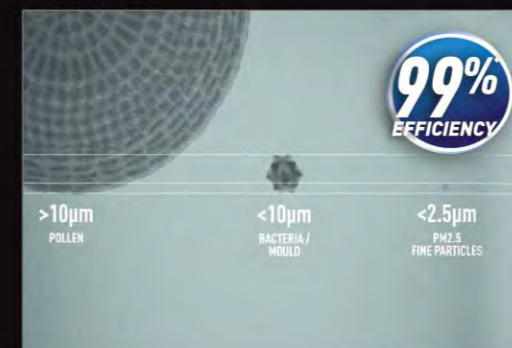 99%*
EFFICIENCY
>10µm
POLLEN
<10µm
BACTERIA /
MOULD
<2.5µm
PM2.5
FINE PARTICLES